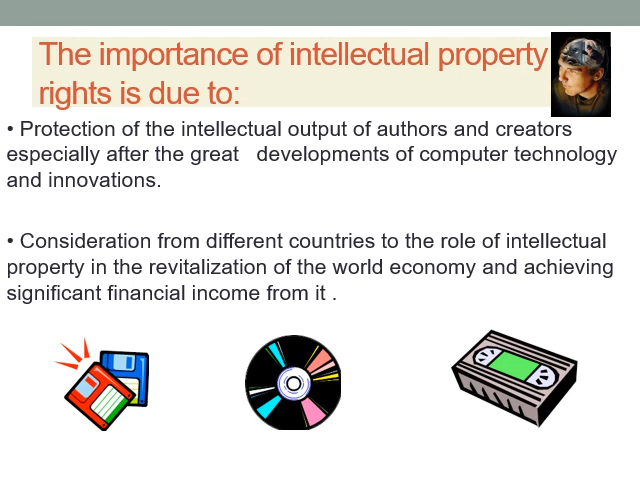 The importance of intellectual property
rights is due to:
• Protection of the intellectual output of authors and creators
especially after the great   developments of computer technology
and innovations.
• Consideration from different countries to the role of intellectual
property in the revitalization of the world economy and achieving
significant financial income from it .